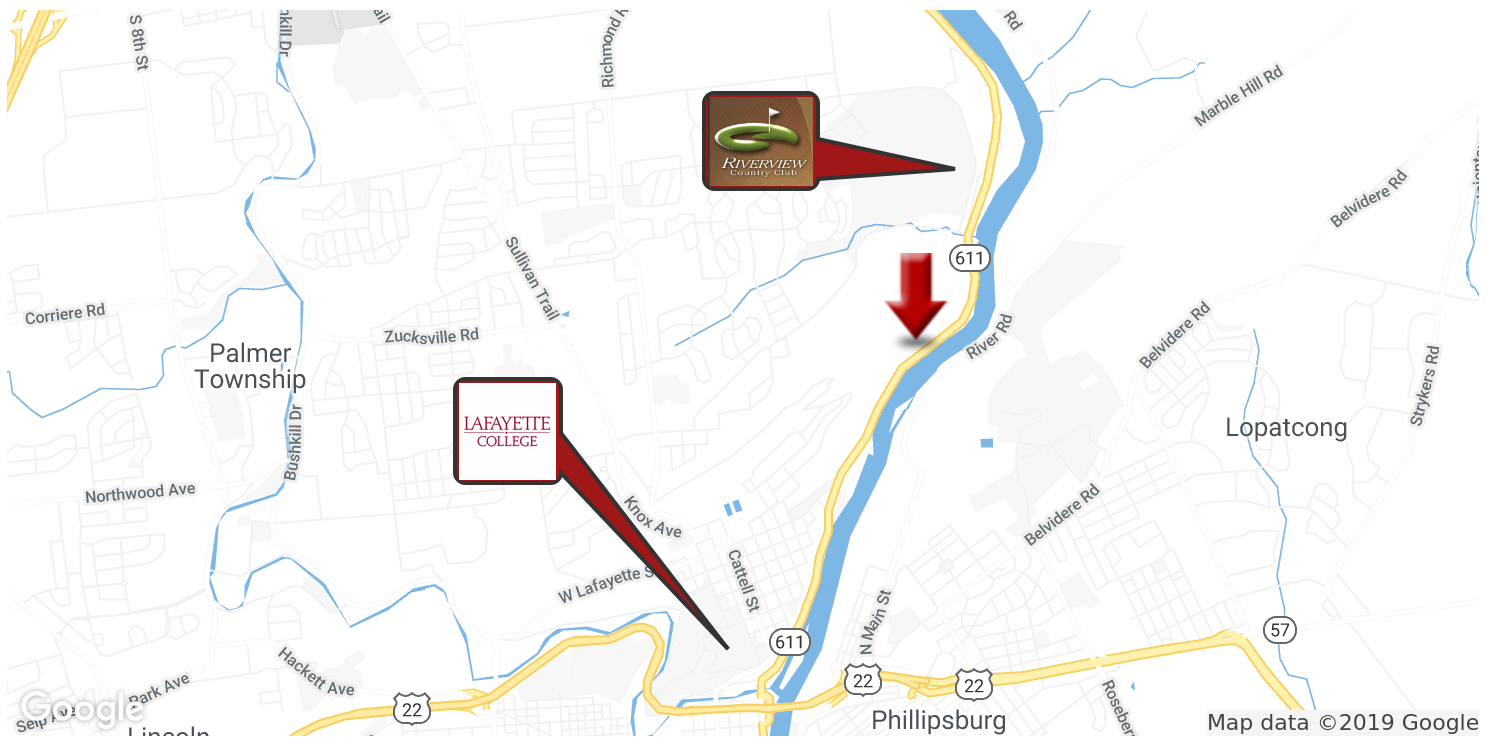 S 8th St
Rd
Marble Hill Rd
RIVERVIEW
Country Club
Belvidere Rd
Sullivan Trail
611
Corriere Rd
Zucksville Rd
River Rd
Belvidere Rd
Palmer
Township
Strykers Rd
Bushkill Dr
LAFAYETTE
COLLEGE
Lopatcong
Northwood Ave
Knox Ave
Belvidere Rd
Cattell St
W Lafayette S
N Main St
611
57
Hackett Ave
Park Ave
22
22
22
Seip Ave
Google
Phillipsburg
Lincoln
Map data ©2019 Google